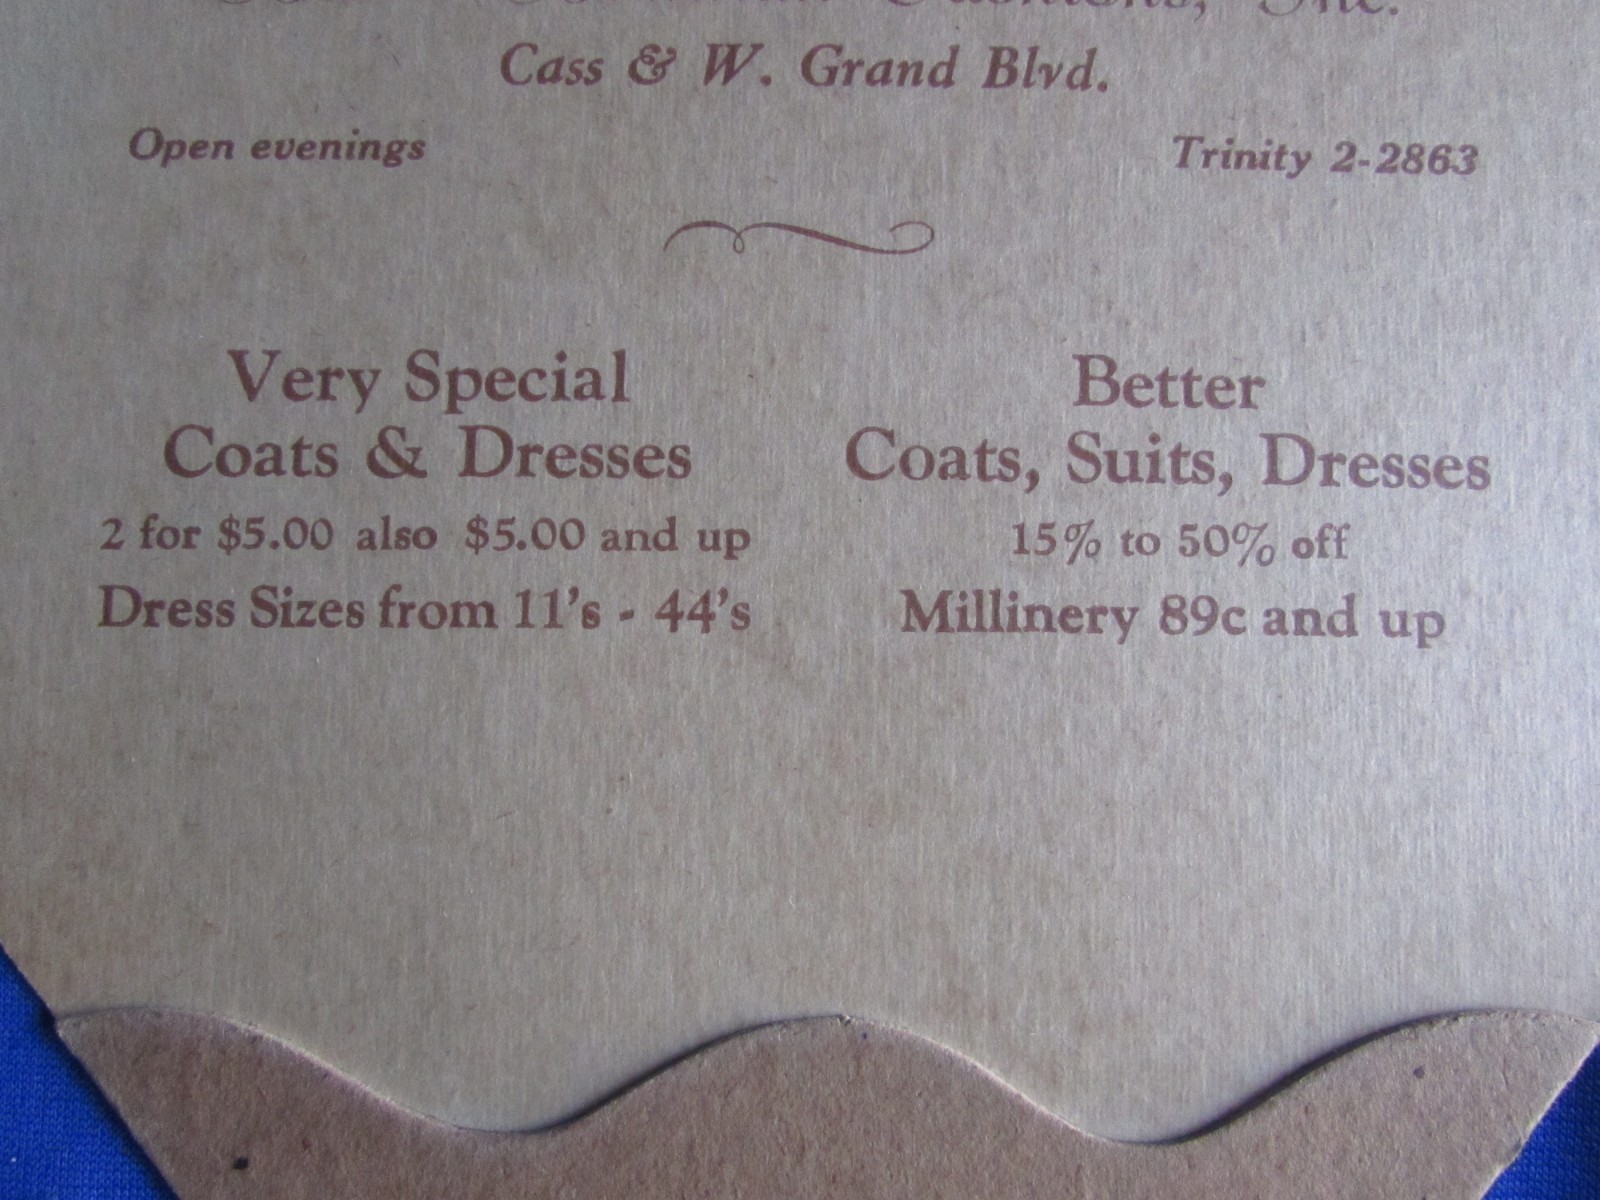 Inc.
Cass & W. Grand Blvd.
Open evenings
Trinity 2-2863
Very Special
Coats & Dresses
2 for $5.00 also $5.00 and up
Dress Sizes from 11's - 44's
Better
Coats, Suits, Dresses
15% to 50% off
Millinery 89c and up